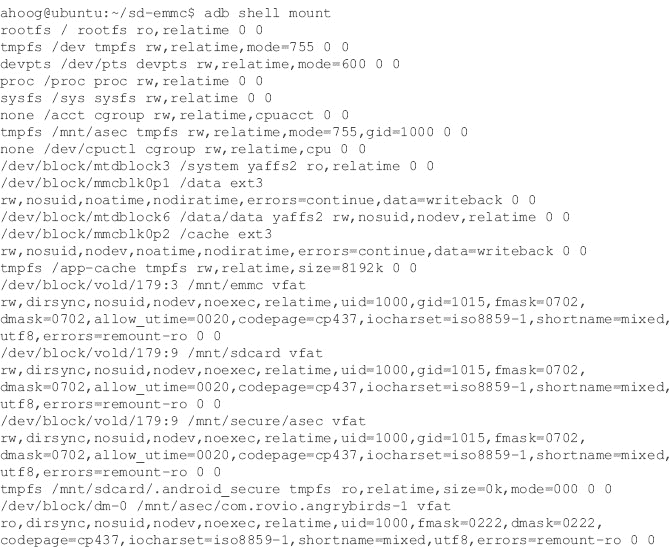 ahoog@ubuntu:~/sd-emmc$ adb shell mount
rootfs / rootfs ro,relatime 0 0
tmpfs /dev tmpfs rw,relatime,mode=755 0 0
devpts /dev/pts devpts rw,relatime,mode=600 0 0
proc /proc proc rw,relatime 0 0
sysfs /sys sysfs rw,relatime 0 0
none /acct cgroup rw,relatime,cpuacct 0 0
tmpfs /mnt/asec tmpfs rw,relatime,mode=755,gid=1000 0 0
none /dev/cpuctl cgroup rw,relatime,cpu 0 0
/dev/block/mtdblock3 /system yaffs2 ro,relatime 0 0
/dev/block/mmcblk0p1 /data ext3
rw,nosuid,noatime,nodiratime,errors=continue,data=writeback 0 0
/dev/block/mtdblock6 /data/data yaffs2 rw,nosuid,nodev,relatime 0 0
/dev/block/mmcblk0p2 /cache ext3
rw,nosuid,nodev,noatime,nodiratime,errors=continue,data=writeback 0 0
tmpfs /app-cache tmpfs rw,relatime,size=8192k 0 0
/dev/block/vold/179:3 /mnt/emmc vfat
rw,dirsync,nosuid,nodev,noexec,relatime,uid=1000,gid=1015,fmask=0702,
dmask=0702,allow_utime=0020,codepage=cp437,iocharset=iso8859-1,shortname=mixed,
utf8,errors=remount-ro 0 0
/dev/block/vold/179:9 /mnt/sdcard vfat
rw,dirsync,nosuid,nodev,noexec,relatime,uid=1000,gid=1015,fmask=0702,
dmask=0702,allow_utime=0020,codepage=cp437,iocharset=iso8859-1,shortname=mixed,
utf8,errors=remount-ro 0 0
/dev/block/vold/179:9 /mnt/secure/asec vfat
rw,dirsync,nosuid,nodev,noexec,relatime,uid=1000,gid=1015,fmask=0702,
dmask=0702,allow_utime=0020,codepage=cp437,iocharset=iso8859-1,shortname=mixed,
utf8,errors=remount-ro 0 0
tmpfs /mnt/sdcard/.android_secure tmpfs ro,relatime,size=0k,mode=000 0 0
/dev/block/dm-0 /mnt/asec/com.rovio.angrybirds-1 vfat
ro,dirsync,nosuid,nodev,noexec,relatime,uid=1000,fmask=0222,dmask=0222,
codepage=cp437,iocharset=iso8859-1,shortname=mixed,utf8,errors=remount-ro 0 0